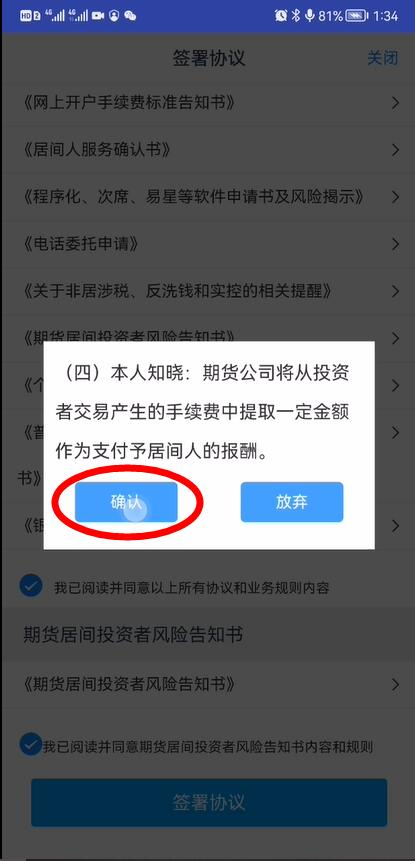 HD 2 4G 4G 81% 1:34
签署协议 关闭
《网上开户手续费标准告知书》
《居间人服务确认书》
《程序化、次席、易星等软件申请书及风险揭示》
《电话委托申请》
《关于非居涉税、反洗钱和实控的相关提醒》
《期货居间投资者风险告知书》
《个
（四）本人知晓：期货公司将从投资
者交易产生的手续费中提取一定金额
作为支付予居间人的报酬。
《普
书》
确认 放弃
《银
我已阅读并同意以上所有协议和业务规则内容
期货居间投资者风险告知书
《期货居间投资者风险告知书》
我已阅读并同意期货居间投资者风险告知书内容和规则
签署协议